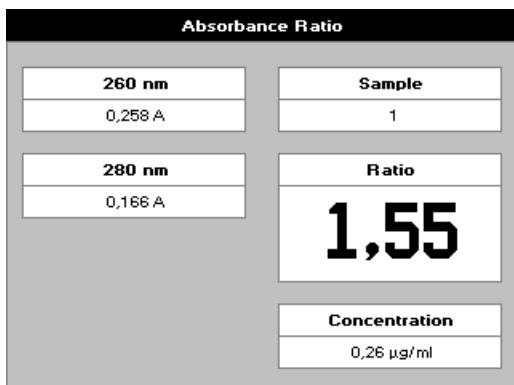 Absorbance Ratio
260 nm
0,258 A
280 nm
0,166 A
Sample
1
Ratio
1,55
Concentration
0,26 µg/ml